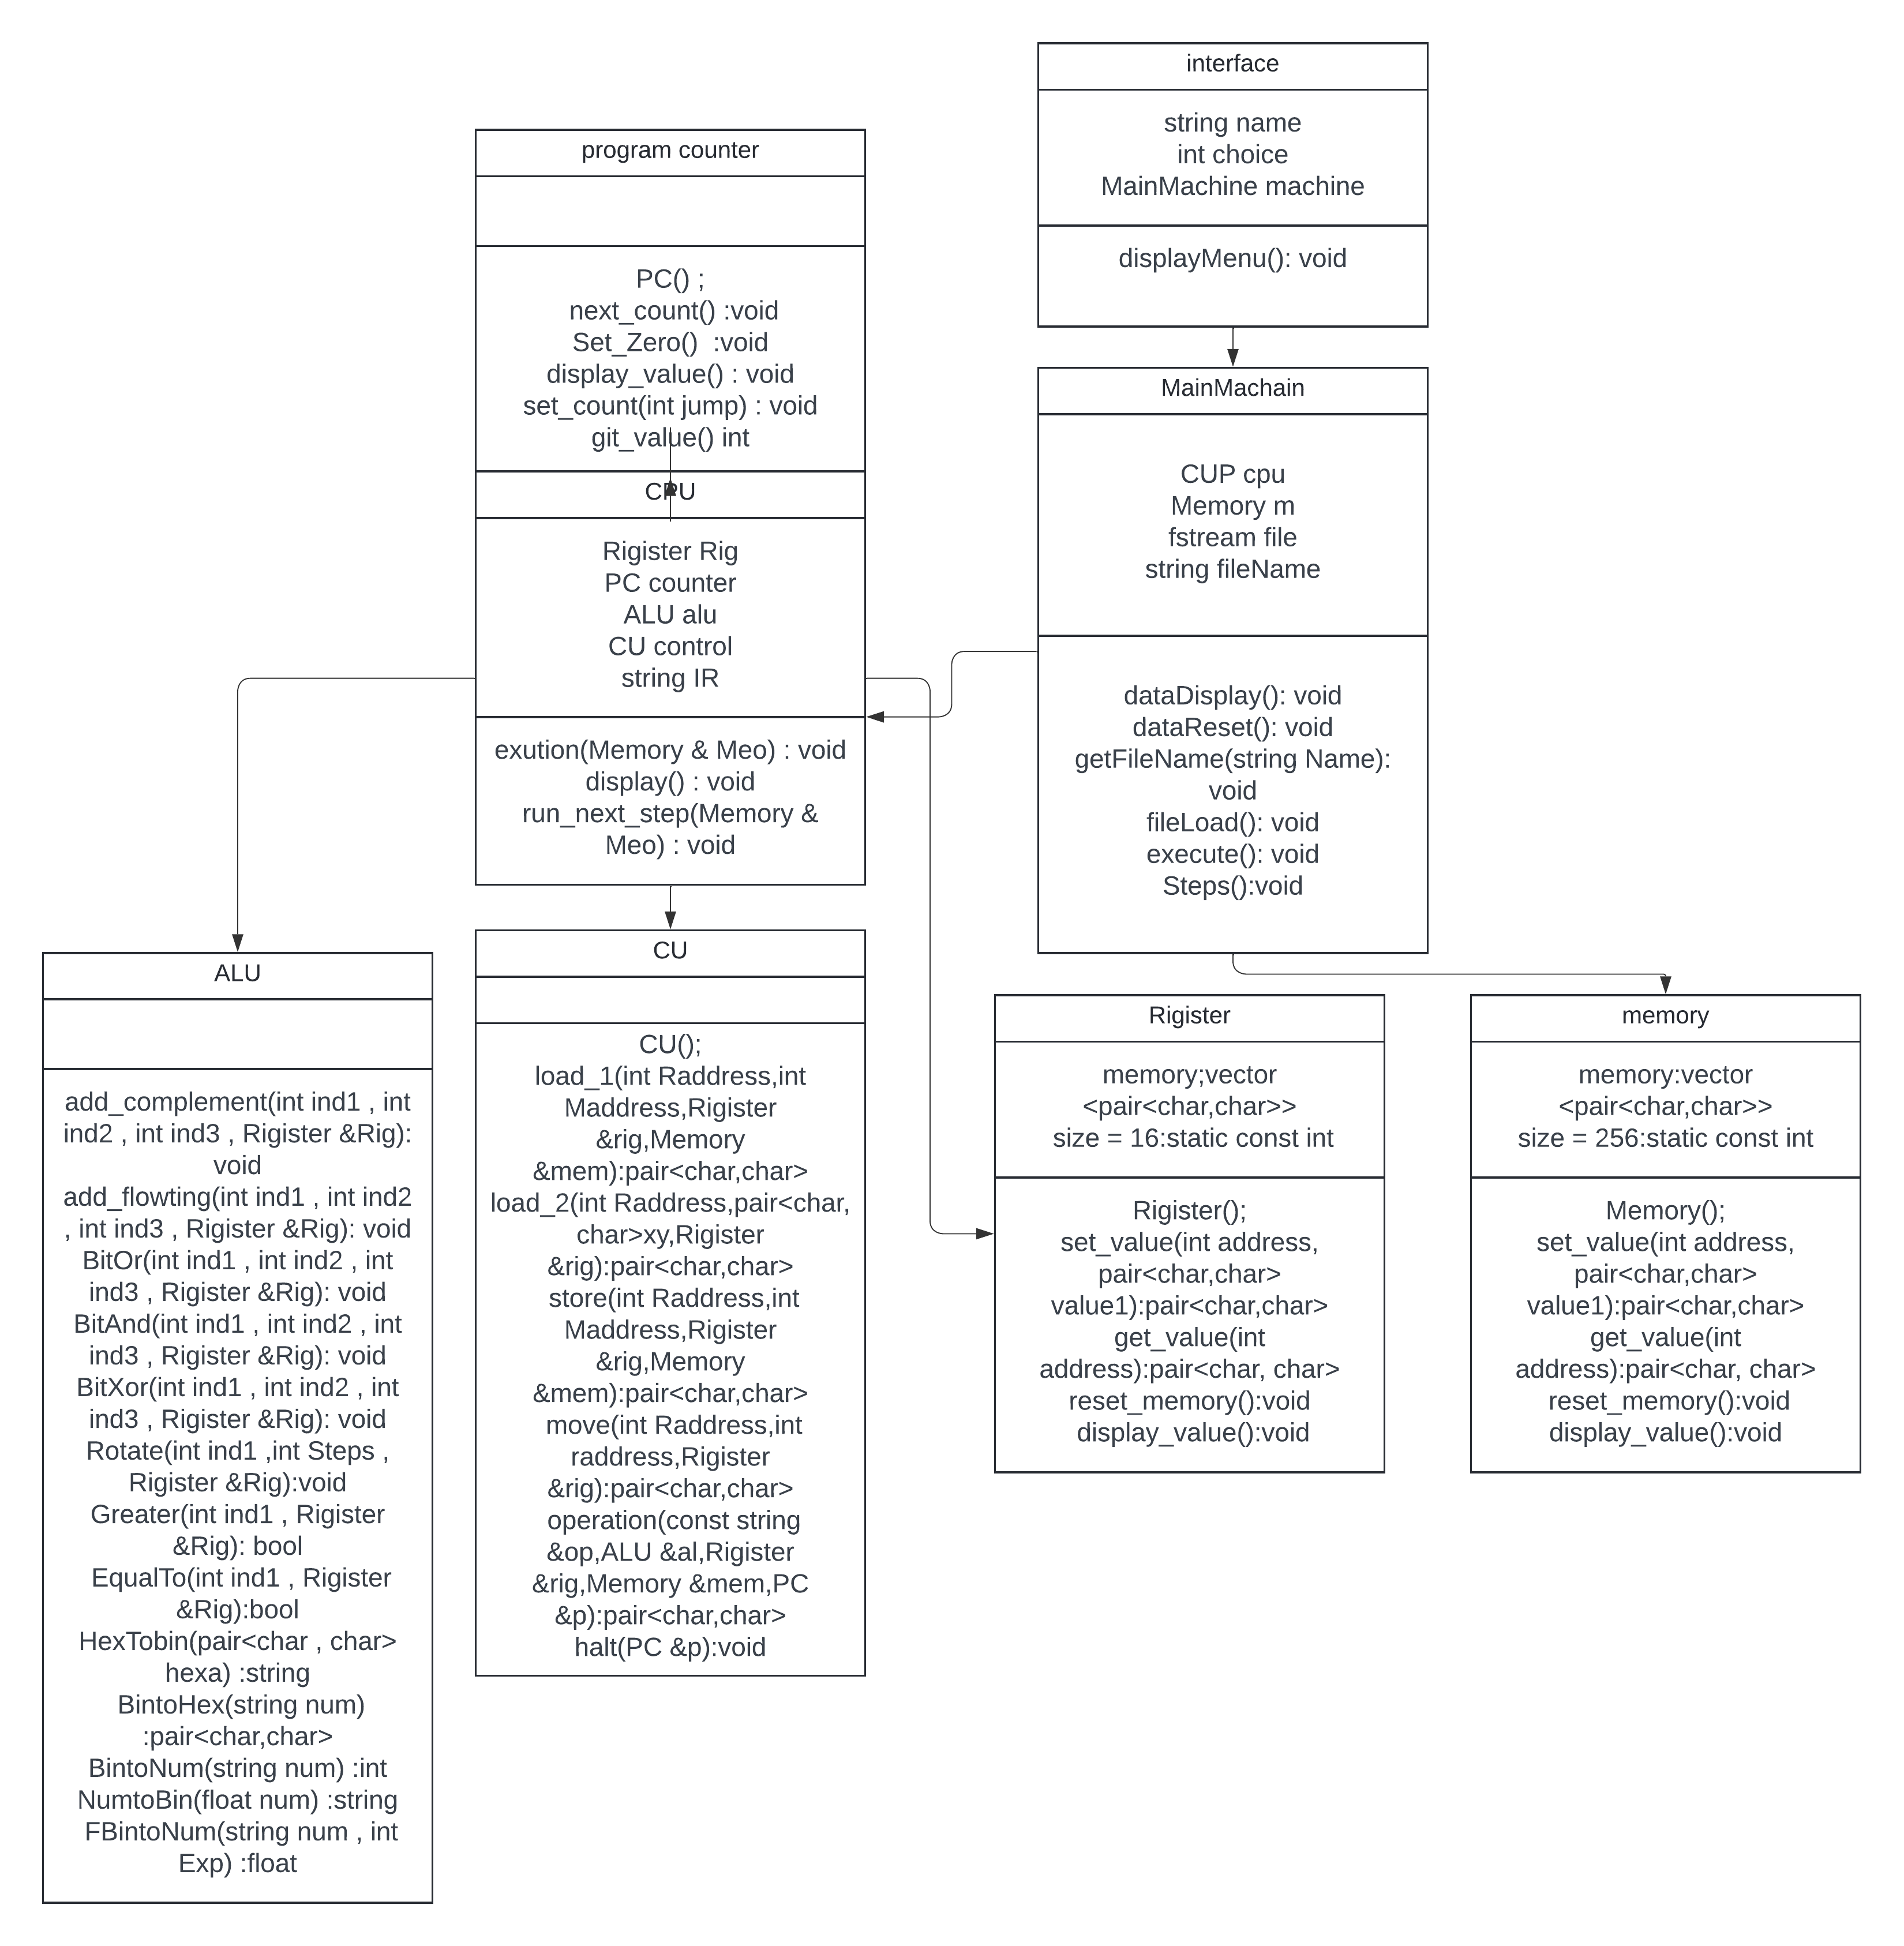 interface
string name
int choice
MainMachine machine
displayMenu(): void
program counter
PC() ;
next_count() :void
Set_Zero()  :void
display_value() : void
set_count(int jump) : void
git_value() int
CPU
Rigister Rig
PC counter
ALU alu
CU control
string IR
exution(Memory & Meo) : void
display() : void
run_next_step(Memory &
Meo) : void
MainMachain
CUP cpu
Memory m
fstream file
string fileName
dataDisplay(): void
dataReset(): void
getFileName(string Name):
void
fileLoad(): void
execute(): void
Steps():void
ALU
add_complement(int ind1 , int
ind2 , int ind3 , Rigister &Rig):
void
add_flowting(int ind1 , int ind2
, int ind3 , Rigister &Rig): void
BitOr(int ind1 , int ind2 , int
ind3 , Rigister &Rig): void
BitAnd(int ind1 , int ind2 , int
ind3 , Rigister &Rig): void
BitXor(int ind1 , int ind2 , int
ind3 , Rigister &Rig): void
Rotate(int ind1 ,int Steps ,
Rigister &Rig):void
Greater(int ind1 , Rigister
&Rig): bool
EqualTo(int ind1 , Rigister
&Rig):bool
HexTobin(pair<char , char>
hexa) :string
BintoHex(string num)
:pair<char,char>
BintoNum(string num) :int
NumtoBin(float num) :string
FBintoNum(string num , int
Exp) :float
CU
CU();
load_1(int Raddress,int
Maddress,Rigister
&rig,Memory
&mem):pair<char,char>
load_2(int Raddress,pair<char,
char>xy,Rigister
&rig):pair<char,char>
store(int Raddress,int
Maddress,Rigister
&rig,Memory
&mem):pair<char,char>
move(int Raddress,int
raddress,Rigister
&rig):pair<char,char>
operation(const string
&op,ALU &al,Rigister
&rig,Memory &mem,PC
&p):pair<char,char>
halt(PC &p):void
Rigister
memory;vector
<pair<char,char>>
size = 16:static const int
Rigister();
set_value(int address,
pair<char,char>
value1):pair<char,char>
get_value(int
address):pair<char, char>
reset_memory():void
display_value():void
memory
memory:vector
<pair<char,char>>
size = 256:static const int
Memory();
set_value(int address,
pair<char,char>
value1):pair<char,char>
get_value(int
address):pair<char, char>
reset_memory():void
display_value():void